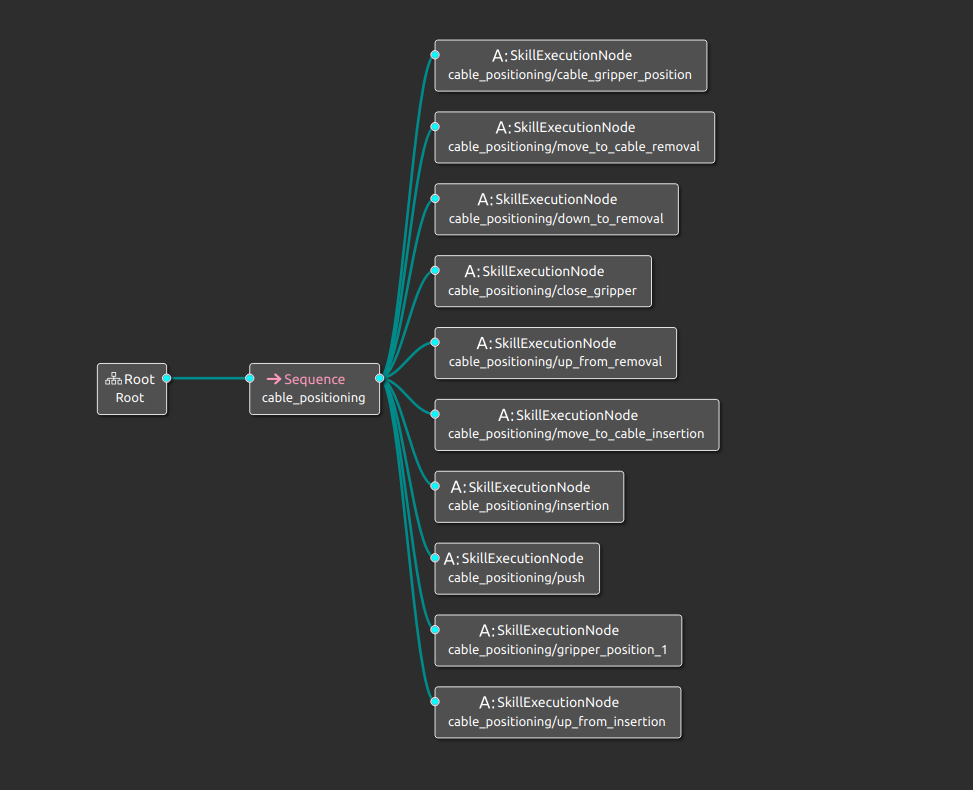 A:SkillExecutionNode
cable_positioning/cable_gripper_position
A:SkillExecutionNode
cable_positioning/move_to_cable_removal
A:SkillExecutionNode
cable_positioning/down_to_removal
A:SkillExecutionNode
cable_positioning/close_gripper
A:SkillExecutionNode
cable_positioning/up_from_removal
Root
Root
Sequence
cable_positioning
A:SkillExecutionNode
cable_positioning/move_to_cable_insertion
A:SkillExecutionNode
cable_positioning/insertion
A:SkillExecutionNode
cable_positioning/push
A:SkillExecutionNode
cable_positioning/gripper_position_1
A:SkillExecutionNode
cable_positioning/up_from_insertion